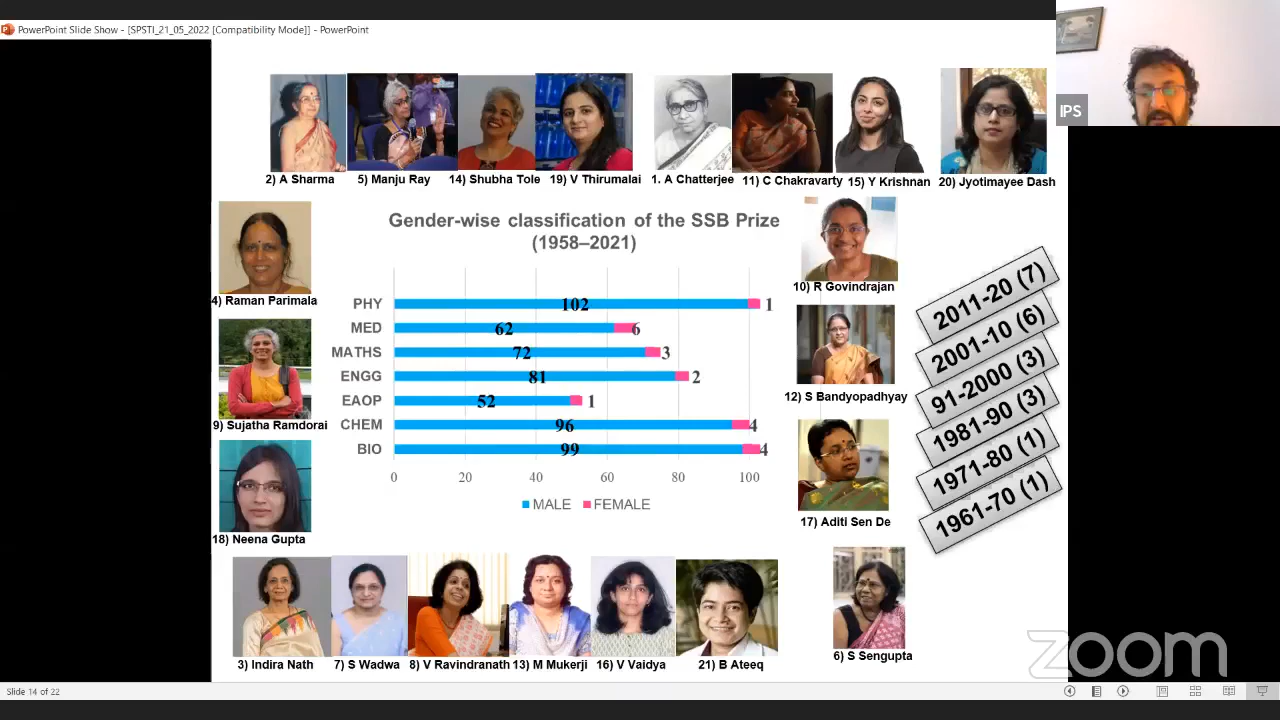 PowerPoint Slide Show - [SPSTI_21_05_2022 [Compatibility Mode]] - PowerPoint
IPS
2) A Sharma
5) Manju Ray
14) Shubha Tole
19) V Thirumalai
1. A Chatterjee
11) C Chakravarty
15) Y Krishnan
20) Jyotimayee Dash
Gender-wise classification of the SSB Prize
(1958–2021)
4) Raman Parimala
9) Sujatha Ramdorai
18) Neena Gupta
PHY 102 1
MED 62 6
MATHS 72 3
ENGG 81 2
EAOP 52 1
CHEM 96 4
BIO 99 4
0 20 40 60 80 100
MALE FEMALE
10) R Govindrajan
12) S Bandyopadhyay
17) Aditi Sen De
2011-20 (7)
2001-10 (6)
91-2000 (3)
1981-90 (3)
1971-80 (1)
1961-70 (1)
3) Indira Nath
7) S Wadwa
8) V Ravindranath
13) M Mukerji
16) V Vaidya
21) B Ateeq
6) S Sengupta
zoom
Slide 14 of 22